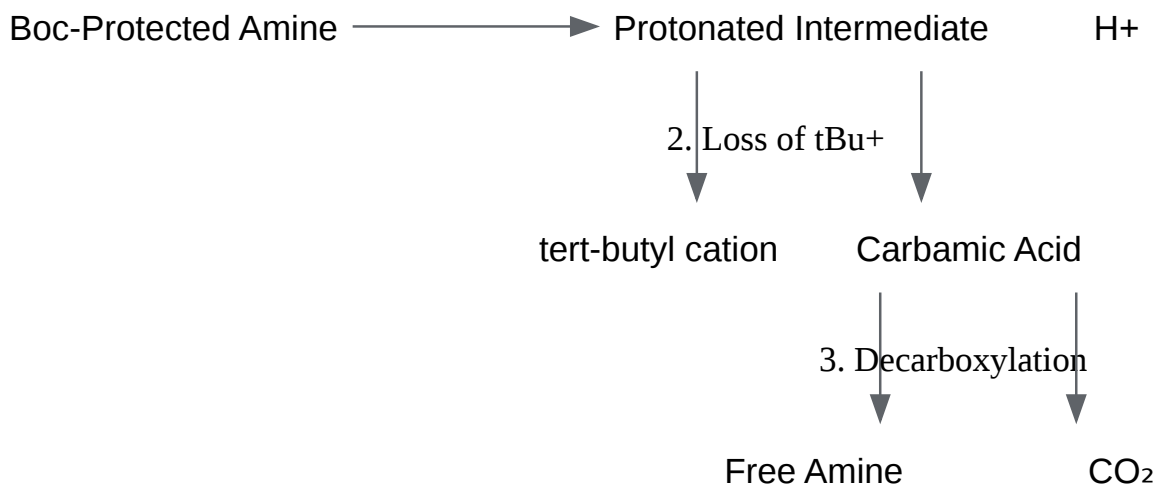 Boc-Protected Amine
Protonated Intermediate
H+
2. Loss of tBu+
tert-butyl cation
Carbamic Acid
3. Decarboxylation
Free Amine
CO₂